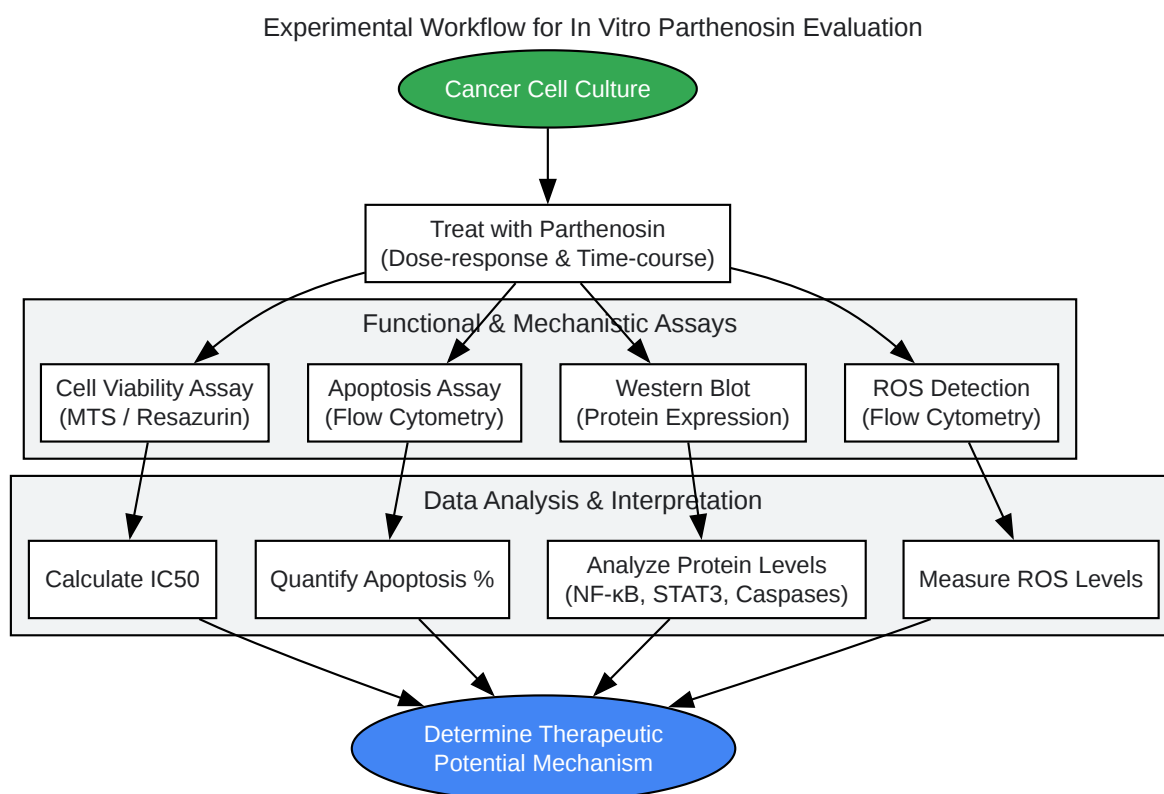 Experimental Workflow for In Vitro Parthenosin Evaluation
Cancer Cell Culture
Treat with Parthenosin
(Dose-response & Time-course)
Functional & Mechanistic Assays
Cell Viability Assay
(MTS / Resazurin)
Apoptosis Assay
(Flow Cytometry)
Western Blot
(Protein Expression)
ROS Detection
(Flow Cytometry)
Data Analysis & Interpretation
Calculate IC50
Quantify Apoptosis %
Analyze Protein Levels
(NF-κB, STAT3, Caspases)
Measure ROS Levels
Determine Therapeutic
Potential Mechanism